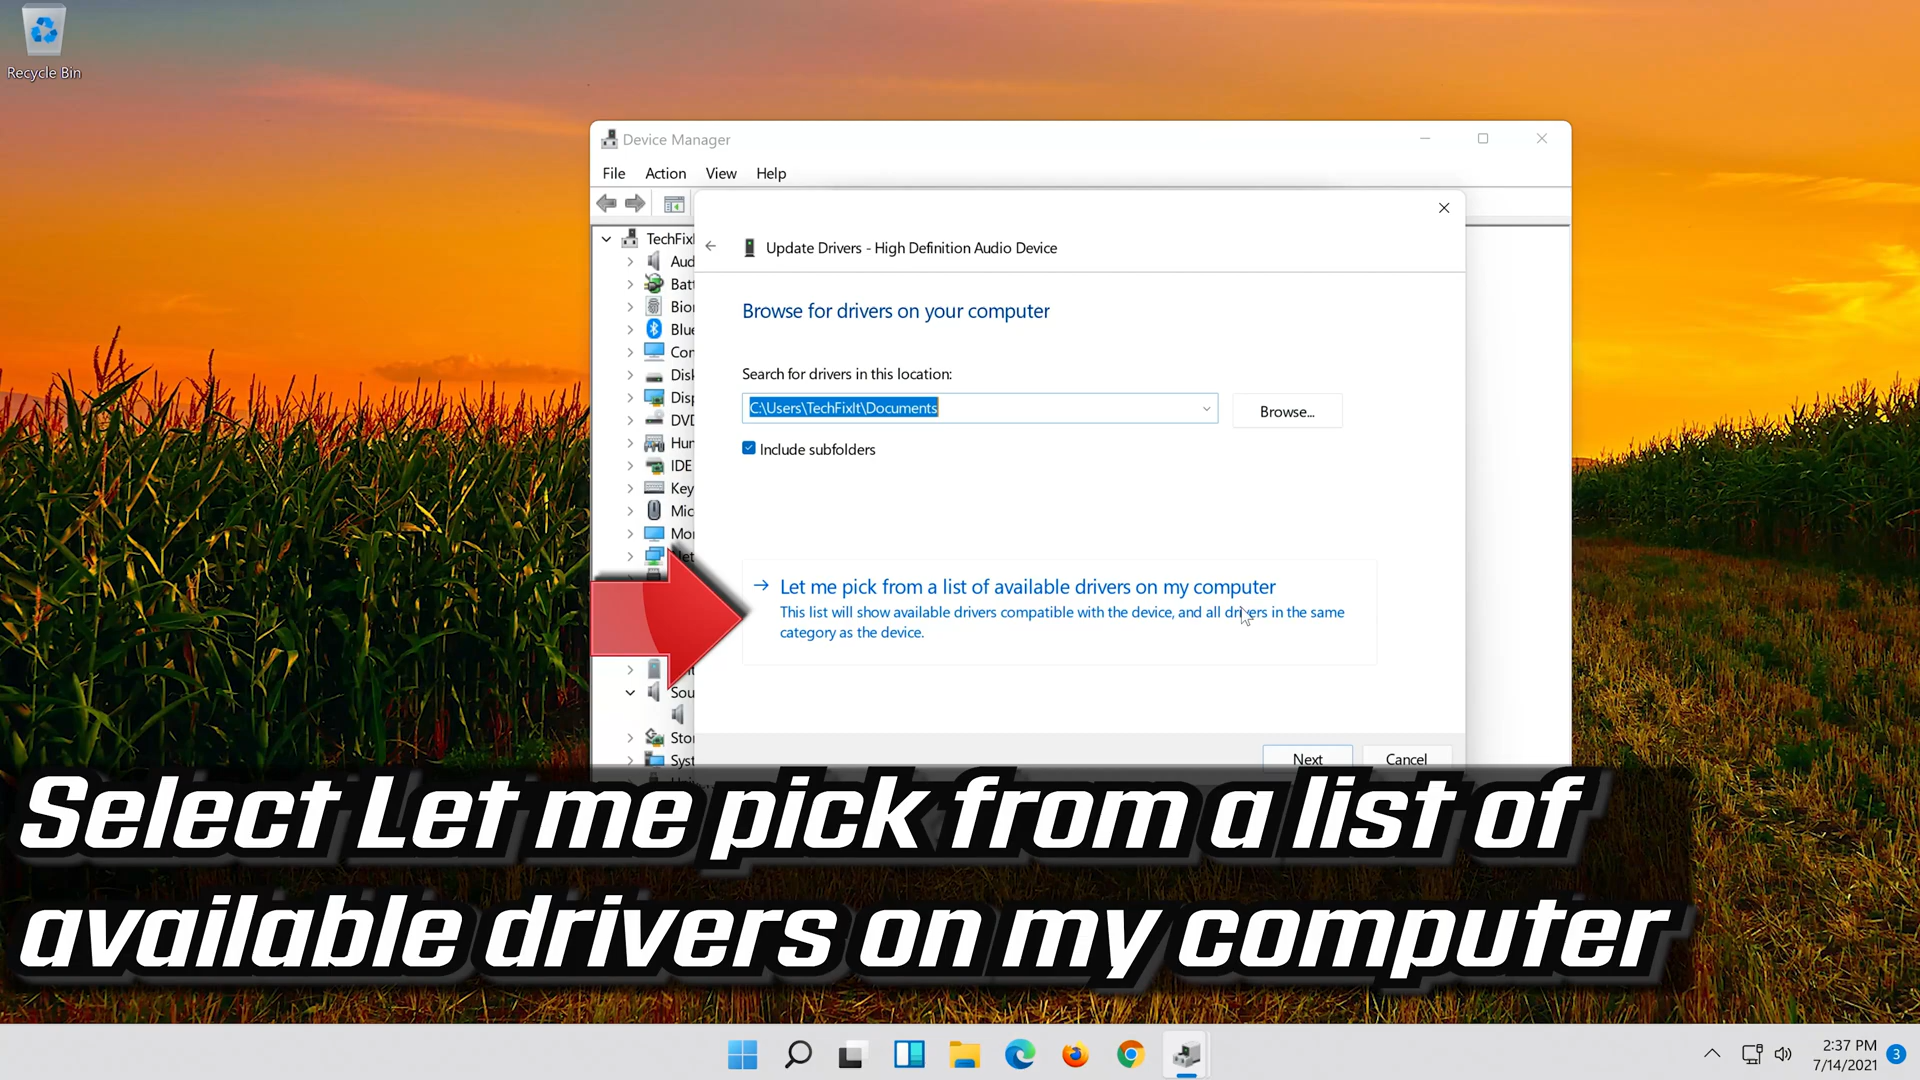 Recycle Bin
Device Manager
File Action View Help
TechFixI
Aud
Batt
Bior
Blue
Con
Disk
Disp
DVD
Hun
IDE
Key
Mic
Mor
Net
Sou
Stor
Syst
Update Drivers - High Definition Audio Device
Browse for drivers on your computer
Search for drivers in this location:
C:\Users\TechFixIt\Documents
Browse...
Include subfolders
Let me pick from a list of available drivers on my computer
This list will show available drivers compatible with the device, and all drivers in the same
category as the device.
Next Cancel
Select Let me pick from a list of
available drivers on my computer
2:37 PM
7/14/2021
3